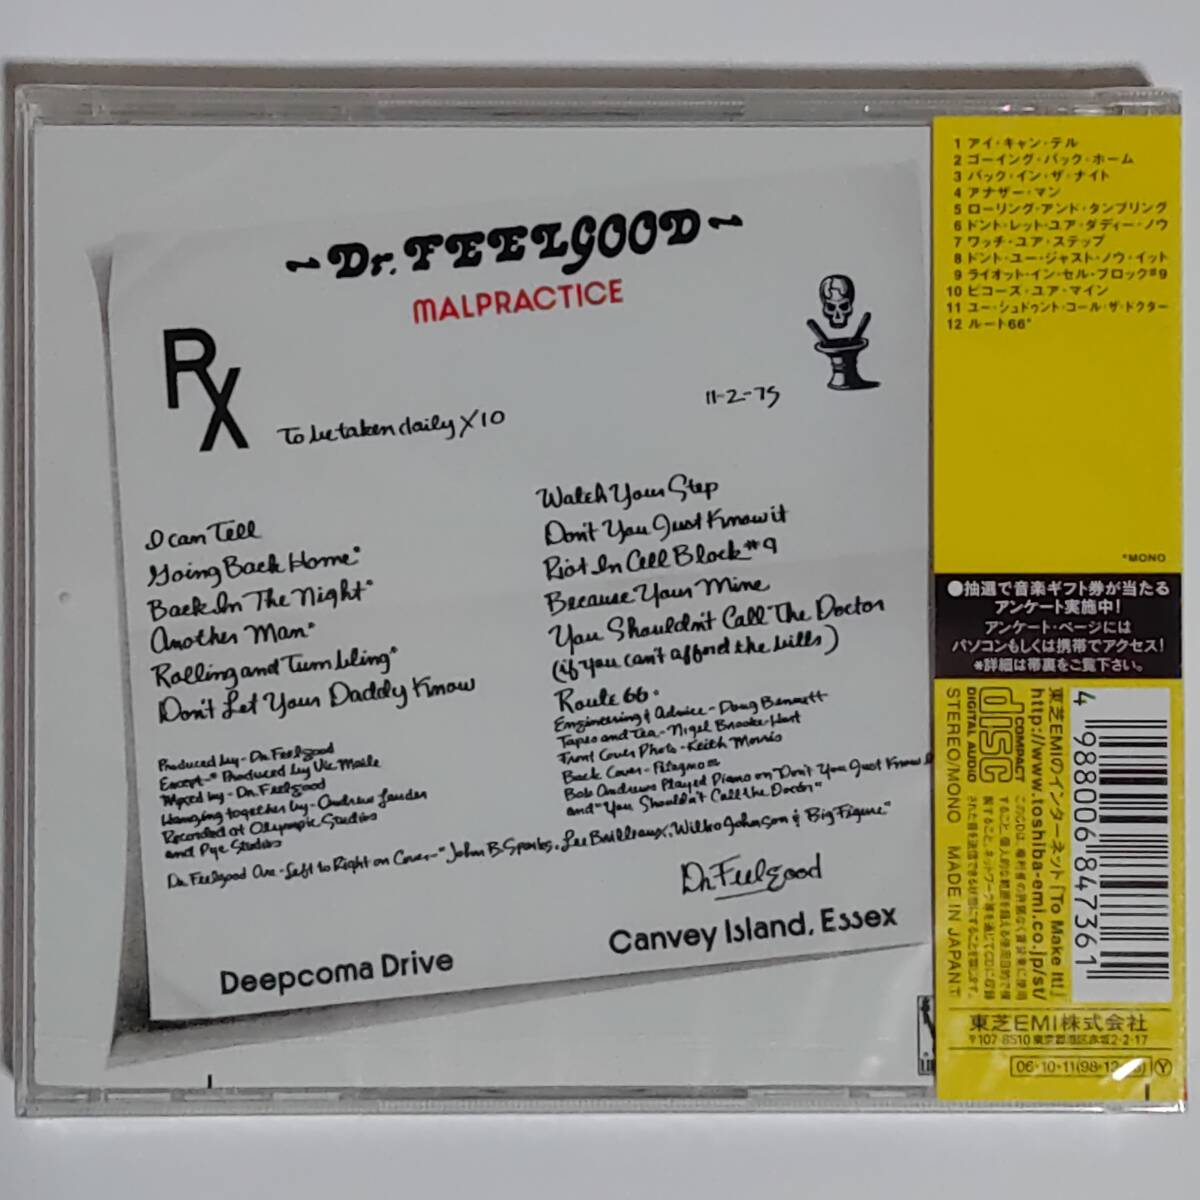 ~Dr. FEELGOOD~
MALPRACTICE
RX
To be taken daily X10
11-2-75
I can Tell
Going Back Home*
Back In The Night*
Another Man*
Rolling and Tumbling*
Don't Let Your Daddy Know
Watch Your Step
Don't You Just Know it
Riot In Cell Block #9
Because Your Mine
You Shouldn't Call The Doctor
(if you can't afford the bills)
Route 66.
Produced by - Dr. Feelgood
Except-* Produced by Vic Maile
Mixed by - Dr. Feelgood
Hanging together by - Andrew Lauder
Recorded at Olympic Studios
and Pye Studios
Engineering & Advice - Doug Bennett
Tapes and Tea - Nigel Brooke-Hart
Front Cover Photo - Keith Morris
Back Cover -
Bob Andrews Played Piano on "Don't You Just Know
and "You Shouldn't Call The Doctor"
Dr. Feelgood Are - Left to Right on Cover - "John B Sparks, Lee Brilleaux, Wilko Johnson & Big Figure."
Dr. Feelgood
Deepcoma Drive
Canvey Island, Essex
1 アイ・キャン・テル
2 ゴーイング・バック・ホーム
3 バック・イン・ザ・ナイト
4 アナザー・マン
5 ローリング・アンド・タンブリング
6 ドント・レット・ユア・ダディー・ノウ
7 ワッチ・ユア・ステップ
8 ドント・ユー・ジャスト・ノウ・イット
9 ライオット・イン・セル・ブロック#9
10 ビコーズ・ユア・マイン
11 ユー・シュドゥント・コール・ザ・ドクター
12 ルート66*
*MONO
●抽選で音楽ギフト券が当たる
アンケート実施中!
アンケート・ページには
パソコンもしくは携帯でアクセス!
*詳細は帯裏をご覧下さい。
4 988006 847361
東芝EMIのインターネット「To Make It!」
http://www.toshiba-emi.co.jp/st/
COMPACT
disc
DIGITAL AUDIO
STEREO/MONO MADE IN JAPAN T
東芝EMI株式会社
〒107-8510 東京都港区赤坂2-2-17
06・10・11(98・12・
Y